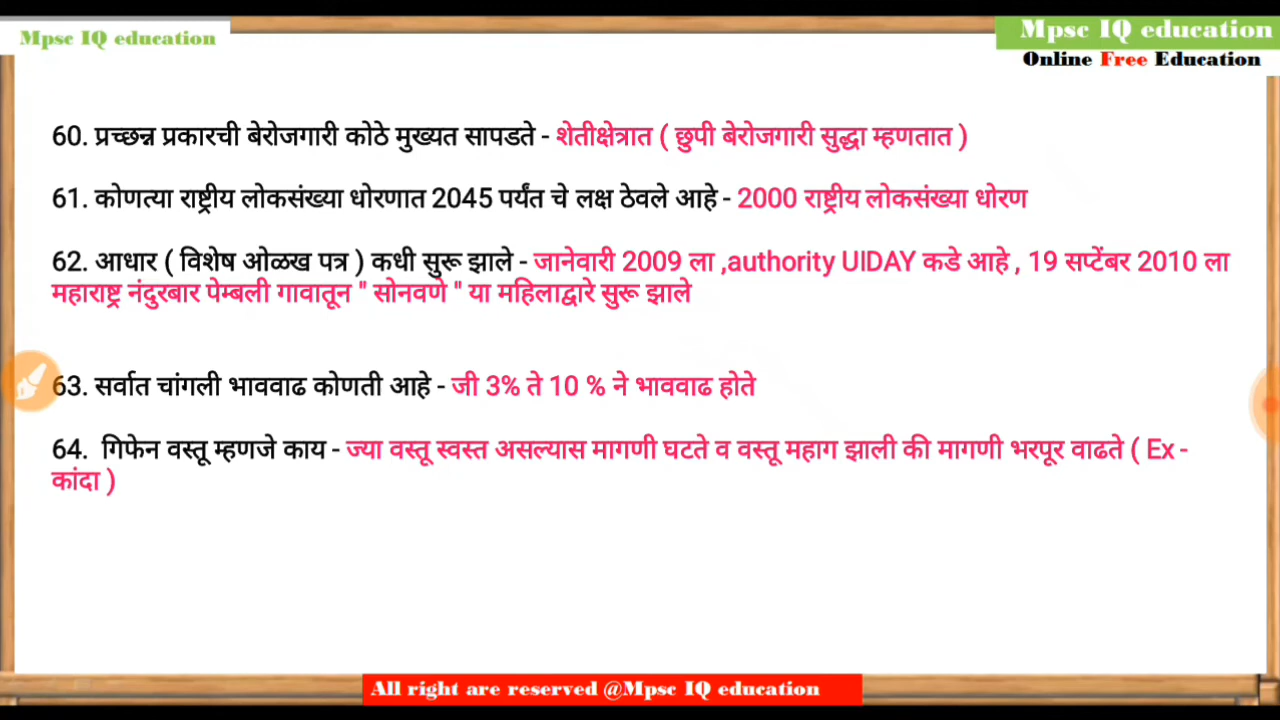 Mpsc IQ education
Mpsc IQ education
Online Free Education
60. प्रच्छन्न प्रकारची बेरोजगारी कोठे मुख्यत सापडते - शेतीक्षेत्रात ( छुपी बेरोजगारी सुद्धा म्हणतात )
61. कोणत्या राष्ट्रीय लोकसंख्या धोरणात 2045 पर्यंत चे लक्ष ठेवले आहे - 2000 राष्ट्रीय लोकसंख्या धोरण
62. आधार ( विशेष ओळख पत्र ) कधी सुरू झाले - जानेवारी 2009 ला ,authority UIDAY कडे आहे , 19 सप्टेंबर 2010 ला
महाराष्ट्र नंदुरबार पेम्बली गावातून " सोनवणे " या महिलाद्वारे सुरू झाले
63. सर्वात चांगली भाववाढ कोणती आहे - जी 3% ते 10 % ने भाववाढ होते
64. गिफेन वस्तू म्हणजे काय - ज्या वस्तू स्वस्त असल्यास मागणी घटते व वस्तू महाग झाली की मागणी भरपूर वाढते ( Ex -
कांदा )
All right are reserved @Mpsc IQ education